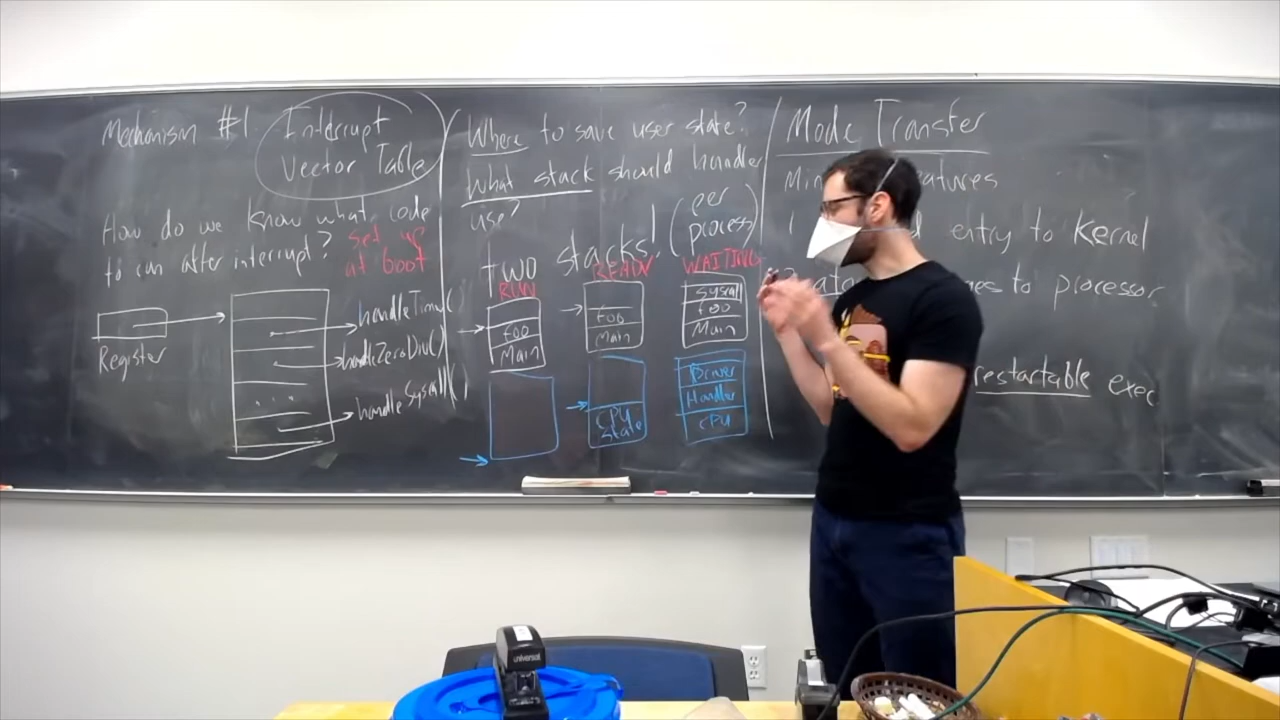 Mechanism #1
Interrupt
Vector Table
How do we know what code
to run after interrupt?
set up
at boot
Register
handleTimer()
handleZeroDiv()
handleSyscall()
Where to save user state?
What stack should handler
use?
(per
process)
TWO stacks!
RUN
foo
Main
READY
foo
Main
CPU
State
WAITING
syscall
foo
Main
Driver
Handler
CPU
Mode Transfer
entry to Kernel
to processor
restartable exec
universal